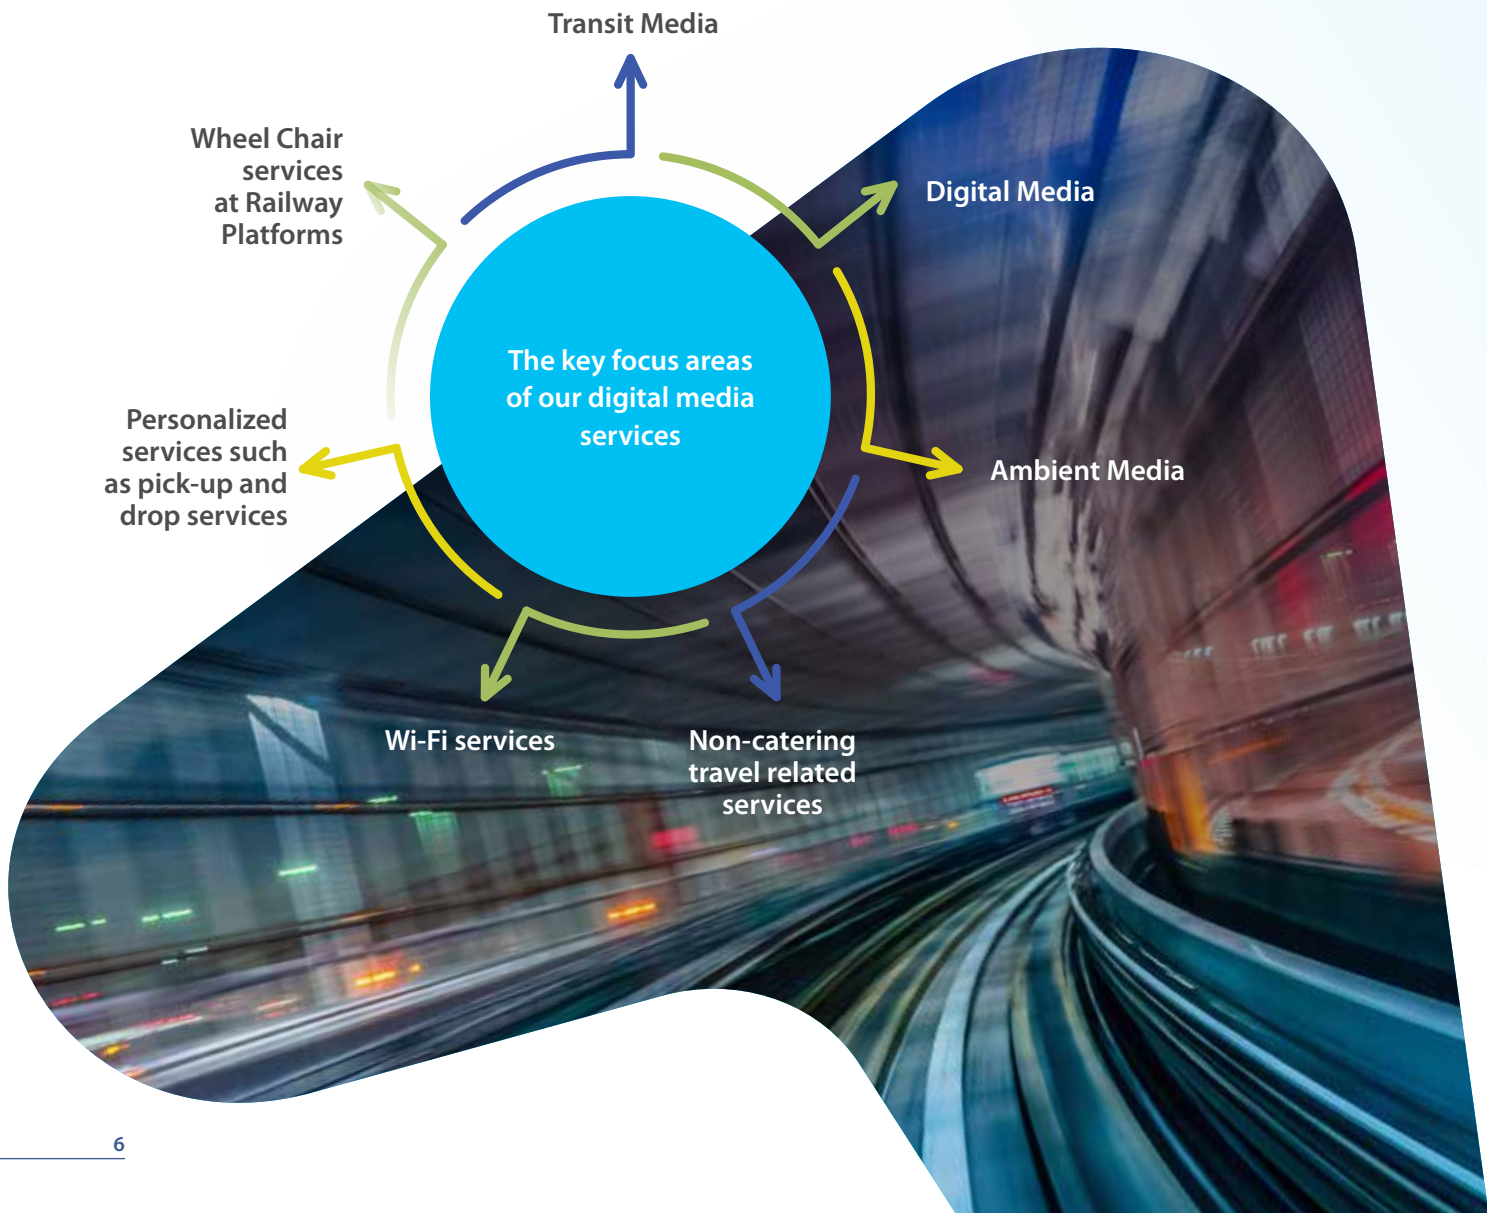 Transit Media
Wheel Chair
services
at Railway
Platforms
Digital Media
The key focus areas
of our digital media
services
Personalized
services such
as pick-up and
drop services
Ambient Media
Wi-Fi services
Non-catering
travel related
services
6